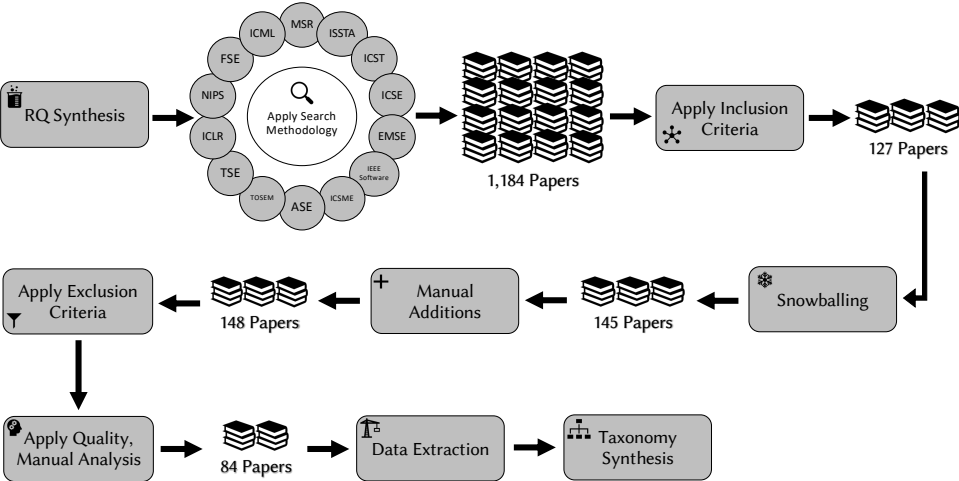 RQ Synthesis
MSR
ISSTA
ICST
ICSE
EMSE
IEEE
Software
ICSME
ASE
TOSEM
TSE
ICLR
NIPS
FSE
ICML
Apply Search
Methodology
1,184 Papers
Apply Inclusion
Criteria
127 Papers
Snowballing
145 Papers
Manual
Additions
148 Papers
Apply Exclusion
Criteria
Apply Quality,
Manual Analysis
84 Papers
Data Extraction
Taxonomy
Synthesis